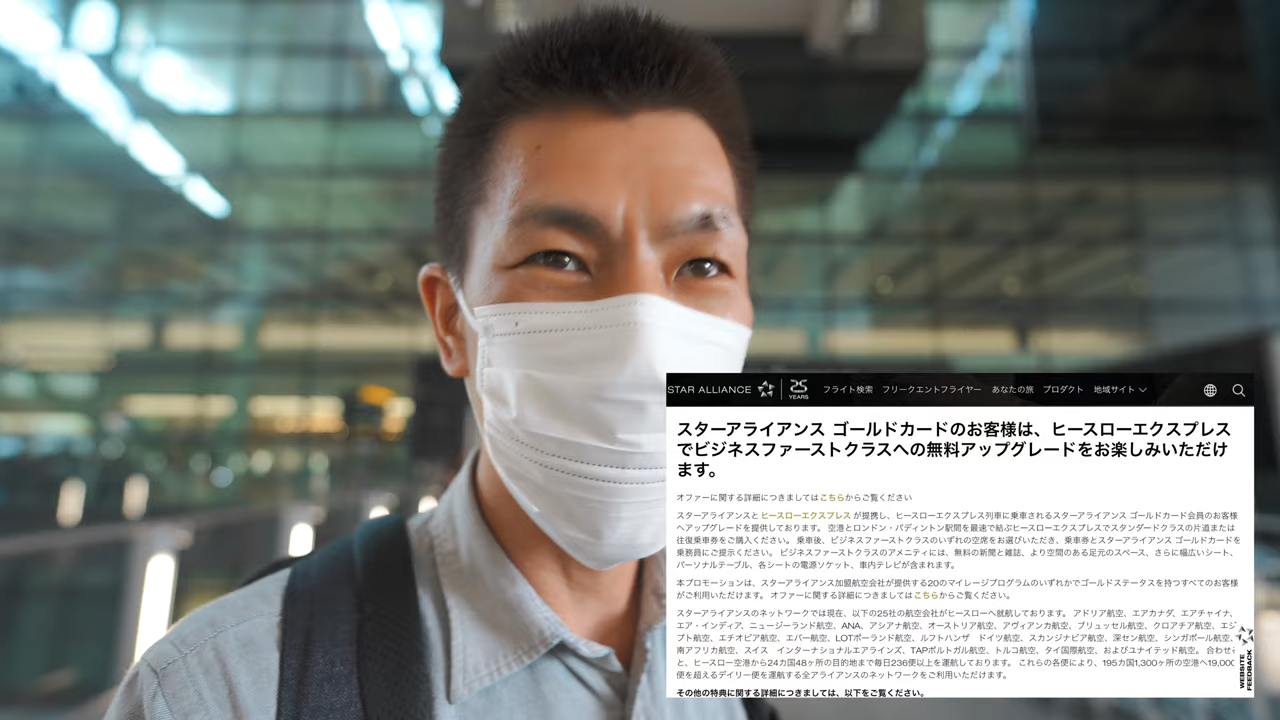 STAR ALLIANCE 25 YEARS フライト検索 フリークエントフライヤー あなたの旅 プロダクト 地域サイト
スターアライアンス ゴールドカードのお客様は、ヒースローエクスプレス
でビジネスファーストクラスへの無料アップグレードをお楽しみいただけ
ます。
オファーに関する詳細につきましてはこちらからご覧ください
スターアライアンスと ヒースローエクスプレス が提携し、ヒースローエクスプレス列車に乗車されるスターアライアンス ゴールドカード会員のお客様
へアップグレードを提供しております。 空港とロンドン・パディントン駅間を最速で結ぶヒースローエクスプレスでスタンダードクラスの片道または
往復乗車券をご購入ください。 乗車後、ビジネスファーストクラスのいずれの空席をお選びいただき、乗車券とスターアライアンス ゴールドカードを
乗務員にご提示ください。 ビジネスファーストクラスのアメニティには、無料の新聞と雑誌、より空間のある足元のスペース、さらに幅広いシート、
パーソナルテーブル、各シートの電源ソケット、車内テレビが含まれます。
本プロモーションは、スターアライアンス加盟航空会社が提供する20のマイレージプログラムのいずれかでゴールドステータスを持つすべてのお客様
がご利用いただけます。 オファーに関する詳細につきましてはこちらからご覧ください。
スターアライアンスのネットワークでは現在、以下の25社の航空会社がヒースローへ就航しております。 アドリア航空、エアカナダ、エアチャイナ、
エア・インディア、ニュージーランド航空、ANA、アシアナ航空、オーストリア航空、アヴィアンカ航空、ブリュッセル航空、クロアチア航空、エジ
プト航空、エチオピア航空、エバー航空、LOTポーランド航空、ルフトハンザ ドイツ航空、スカンジナビア航空、深セン航空、シンガポール航空、
南アフリカ航空、スイス インターナショナルエアラインズ、TAPポルトガル航空、トルコ航空、タイ国際航空、およびユナイテッド航空。 合わせ
と、ヒースロー空港から24カ国48ヶ所の目的地まで毎日236便以上を運航しております。 これらの各便により、195カ国1,300ヶ所の空港へ19,000
便を超えるデイリー便を運航する全アライアンスのネットワークをご利用いただけます。
その他の特典に関する詳細につきましては、以下をご覧ください。
WEBSITE
FEEDBACK